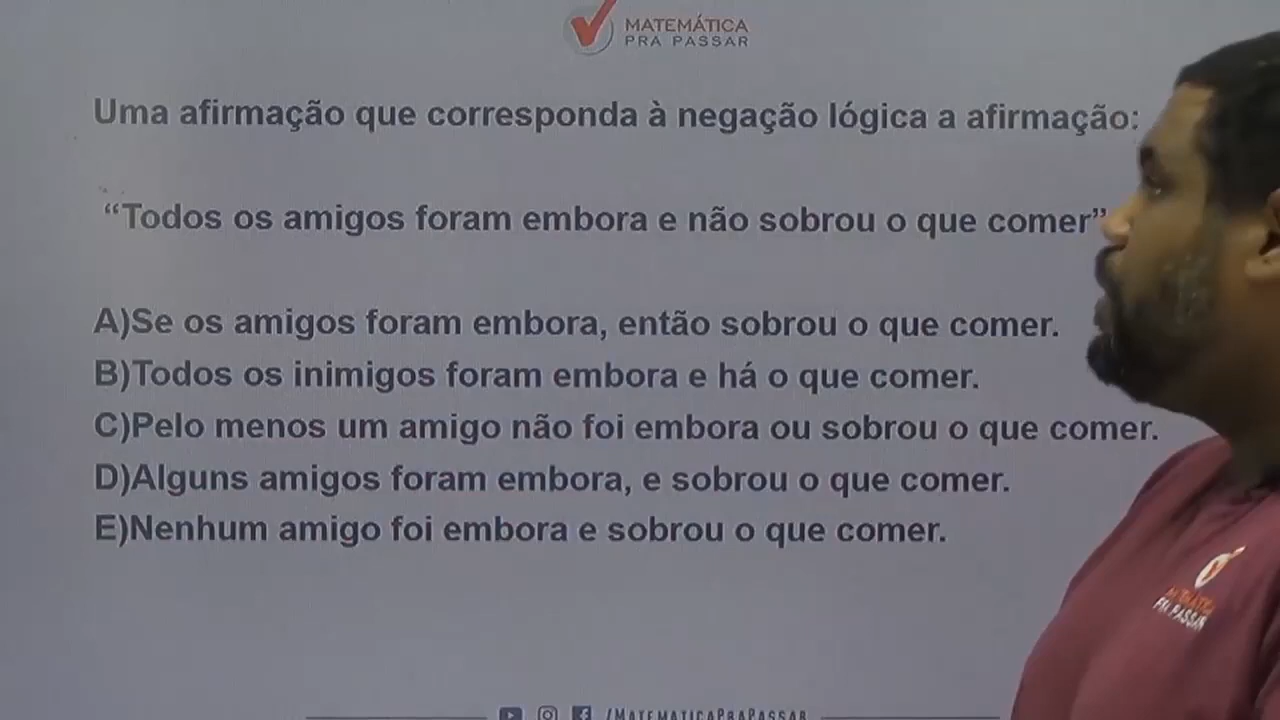 MATEMÁTICA
PRA PASSAR
Uma afirmação que corresponda à negação lógica a afirmação:
“Todos os amigos foram embora e não sobrou o que comer”
A)Se os amigos foram embora, então sobrou o que comer.
B)Todos os inimigos foram embora e há o que comer.
C)Pelo menos um amigo não foi embora ou sobrou o que comer.
D)Alguns amigos foram embora, e sobrou o que comer.
E)Nenhum amigo foi embora e sobrou o que comer.
MATEMÁTICA
PRA PASSAR
/MATEMATICAPRAPASSAR